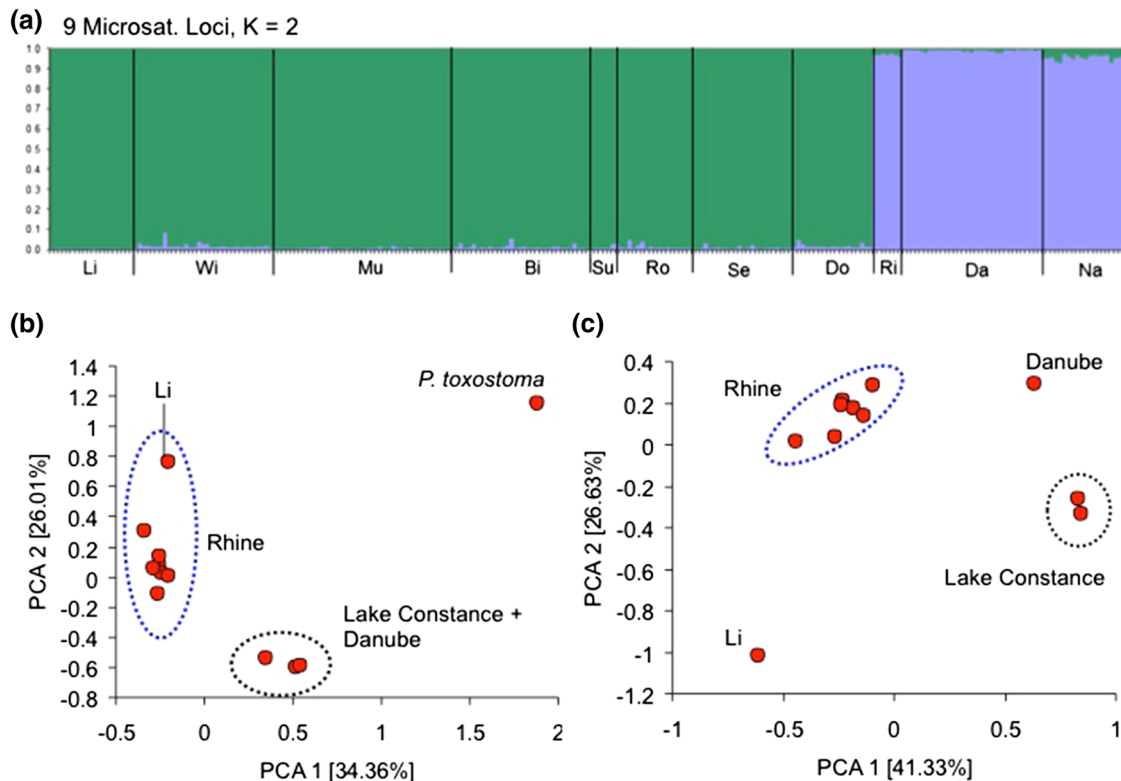 (a) 9 Microsat. Loci, K = 2
1.0
0.9
0.8
0.7
0.6
0.5
0.4
0.3
0.2
0.1
0.0
Li Wi Mu Bi Su Ro Se Do Ri Da Na
(b)
PCA 2 [26.01%]
1.4
1.2
1
0.8
0.6
0.4
0.2
0
-0.2
-0.4
-0.6
-0.8
Li
P. toxostoma
Rhine
Lake Constance +
Danube
-0.5 0 0.5 1 1.5 2
PCA 1 [34.36%]
(c)
PCA 2 [26.63%]
0.4
0.2
0
-0.2
-0.4
-0.6
-0.8
-1
-1.2
Rhine
Danube
Lake Constance
Li
-1 -0.5 0 0.5 1
PCA 1 [41.33%]